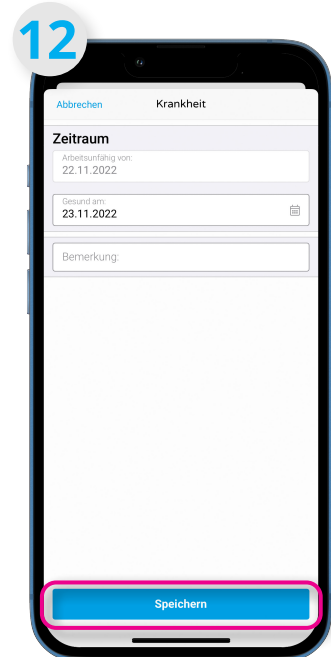 12
Abbrechen Krankheit
Zeitraum
Arbeitsunfähig von:
22.11.2022
Gesund am:
23.11.2022
Bemerkung:
Speichern